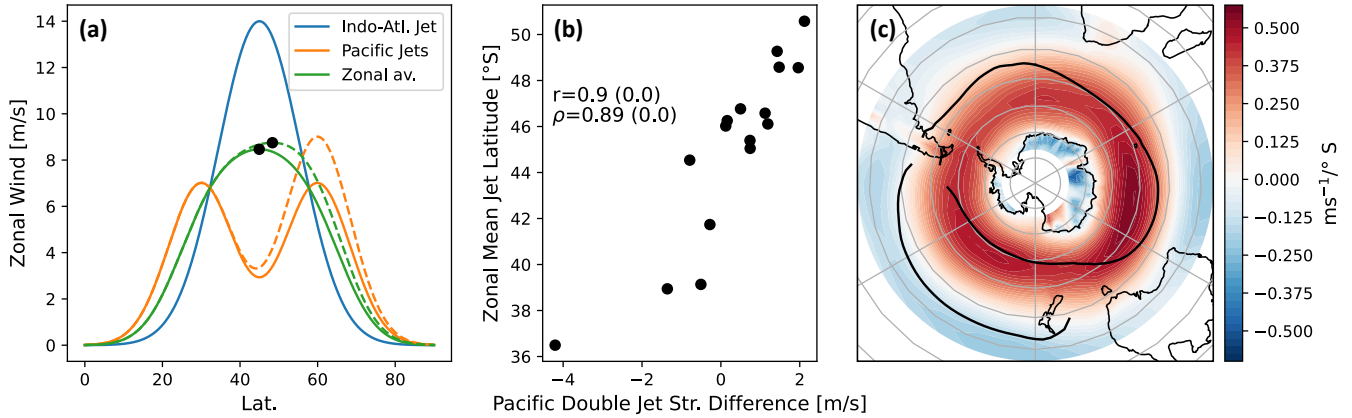 (a)
Indo-Atl. Jet
Pacific Jets
Zonal av.
Zonal Wind [m/s]
14
12
10
8
6
4
2
0
0
20
40
60
80
Lat.
(b)
r=0.9 (0.0)
ρ=0.89 (0.0)
Zonal Mean Jet Latitude [°S]
50
48
46
44
42
40
38
36
−4
−2
0
2
Pacific Double Jet Str. Difference [m/s]
(c)
0.500
0.375
0.250
0.125
0.000
−0.125
−0.250
−0.375
−0.500
ms⁻¹/° S